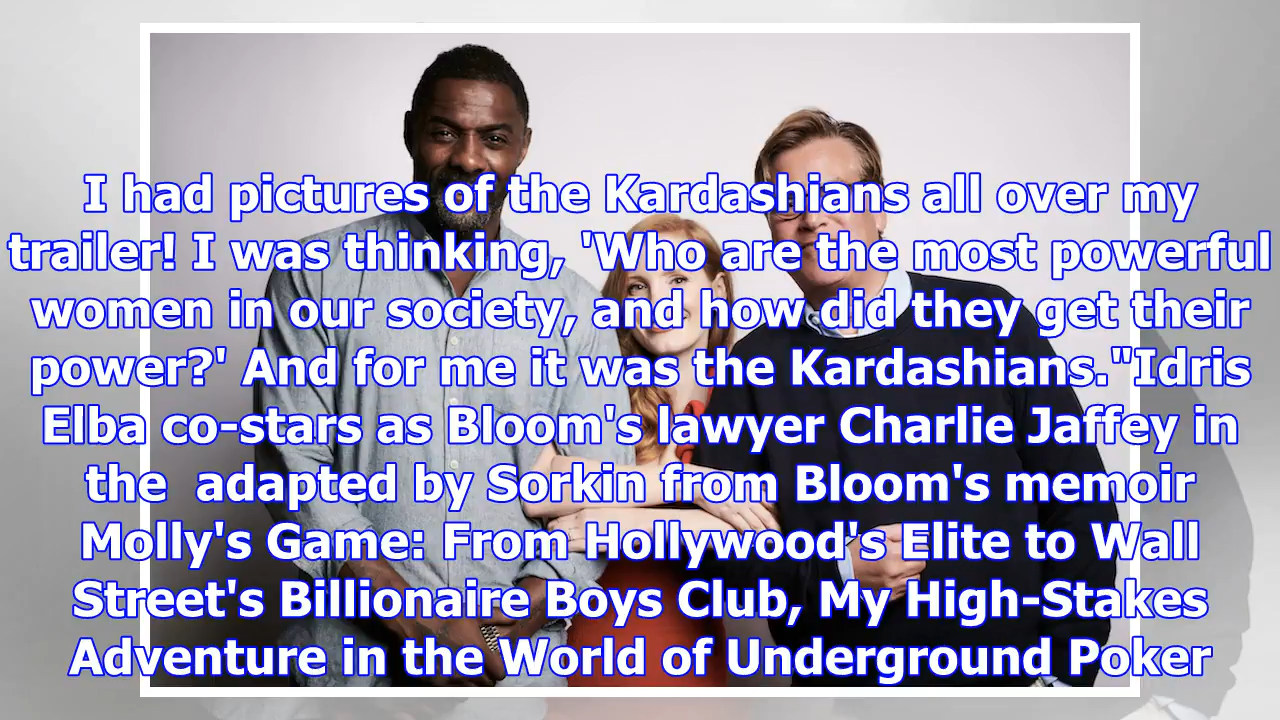 I had pictures of the Kardashians all over my
trailer! I was thinking, 'Who are the most powerful
women in our society, and how did they get their
power?' And for me it was the Kardashians."Idris
Elba co-stars as Bloom's lawyer Charlie Jaffey in
the  adapted by Sorkin from Bloom's memoir
Molly's Game: From Hollywood's Elite to Wall
Street's Billionaire Boys Club, My High-Stakes
Adventure in the World of Underground Poker